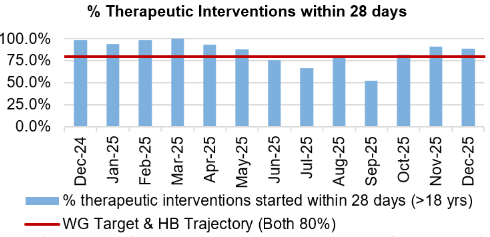 % Therapeutic Interventions within 28 days
100.0%
75.0%
50.0%
25.0%
0.0%
Dec-24
Jan-25
Feb-25
Mar-25
Apr-25
May-25
Jun-25
Jul-25
Aug-25
Sep-25
Oct-25
Nov-25
Dec-25
% therapeutic interventions started within 28 days (>18 yrs)
WG Target & HB Trajectory (Both 80%)